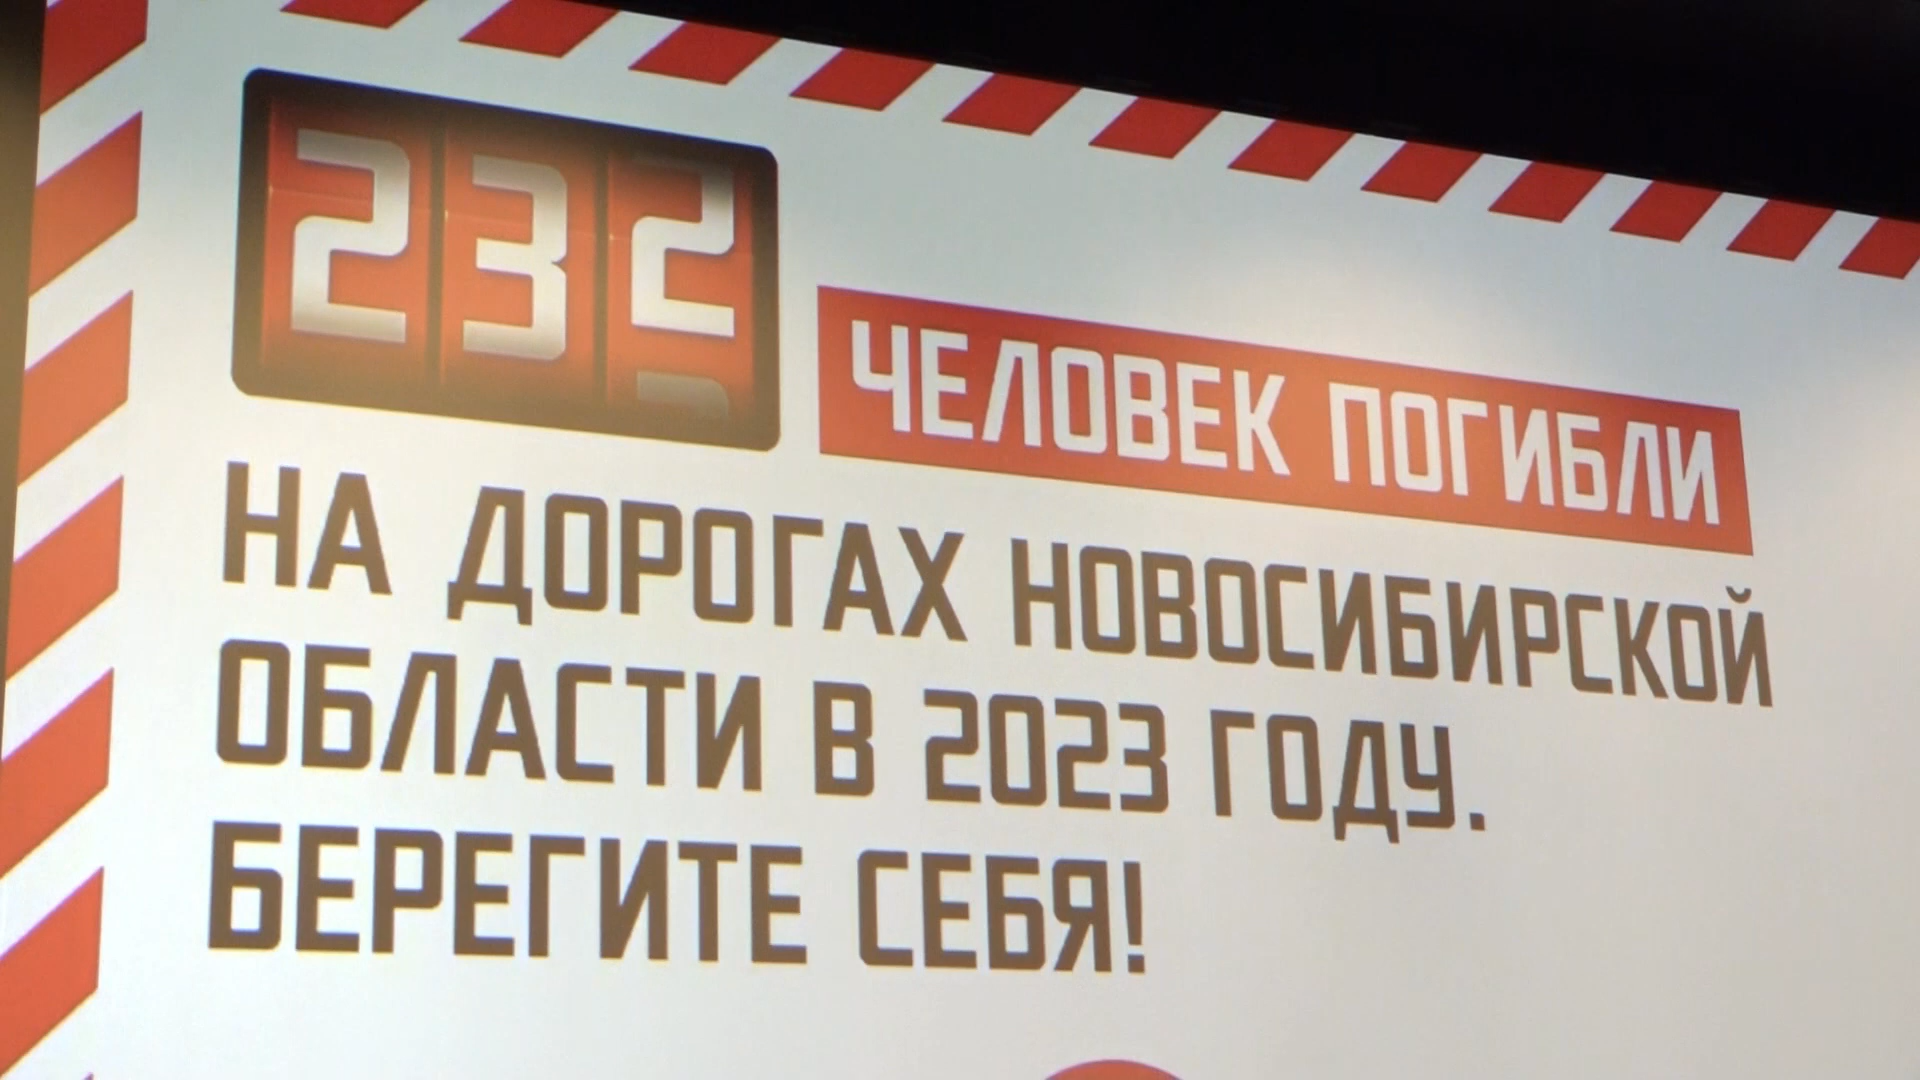 232 ЧЕЛОВЕК ПОГИБЛИ
НА ДОРОГАХ НОВОСИБИРСКОЙ
ОБЛАСТИ В 2023 ГОДУ.
БЕРЕГИТЕ СЕБЯ!